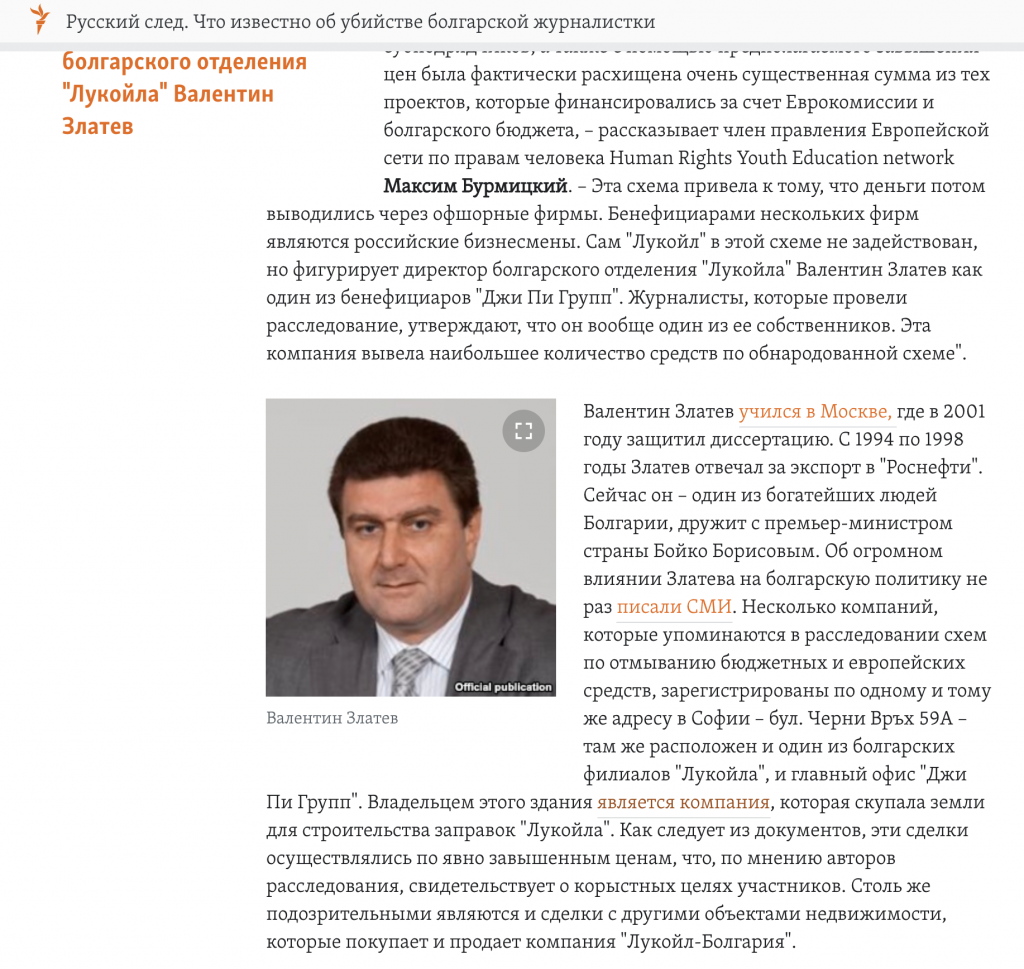 Русский след. Что известно об убийстве болгарской журналистки
болгарского отделения
"Лукойла" Валентин
Златев
цен была фактически расхищена очень существенная сумма из тех
проектов, которые финансировались за счет Еврокомиссии и
болгарского бюджета, – рассказывает член правления Европейской
сети по правам человека Human Rights Youth Education network
Максим Бурмицкий. – Эта схема привела к тому, что деньги потом
выводились через офшорные фирмы. Бенефициарами нескольких фирм
являются российские бизнесмены. Сам "Лукойл" в этой схеме не задействован,
но фигурирует директор болгарского отделения "Лукойла" Валентин Златев как
один из бенефициаров "Джи Пи Групп". Журналисты, которые провели
расследование, утверждают, что он вообще один из ее собственников. Эта
компания вывела наибольшее количество средств по обнародованной схеме".
Official publication
Валентин Златев
Валентин Златев учился в Москве, где в 2001
году защитил диссертацию. С 1994 по 1998
годы Златев отвечал за экспорт в "Роснефти".
Сейчас он – один из богатейших людей
Болгарии, дружит с премьер-министром
страны Бойко Борисовым. Об огромном
влиянии Златева на болгарскую политику не
раз писали СМИ. Несколько компаний,
которые упоминаются в расследовании схем
по отмыванию бюджетных и европейских
средств, зарегистрированы по одному и тому
же адресу в Софии – бул. Черни Връх 59А –
там же расположен и один из болгарских
филиалов "Лукойла", и главный офис "Джи
Пи Групп". Владельцем этого здания является компания, которая скупала земли
для строительства заправок "Лукойла". Как следует из документов, эти сделки
осуществлялись по явно завышенным ценам, что, по мнению авторов
расследования, свидетельствует о корыстных целях участников. Столь же
подозрительными являются и сделки с другими объектами недвижимости,
которые покупает и продает компания "Лукойл-Болгария".